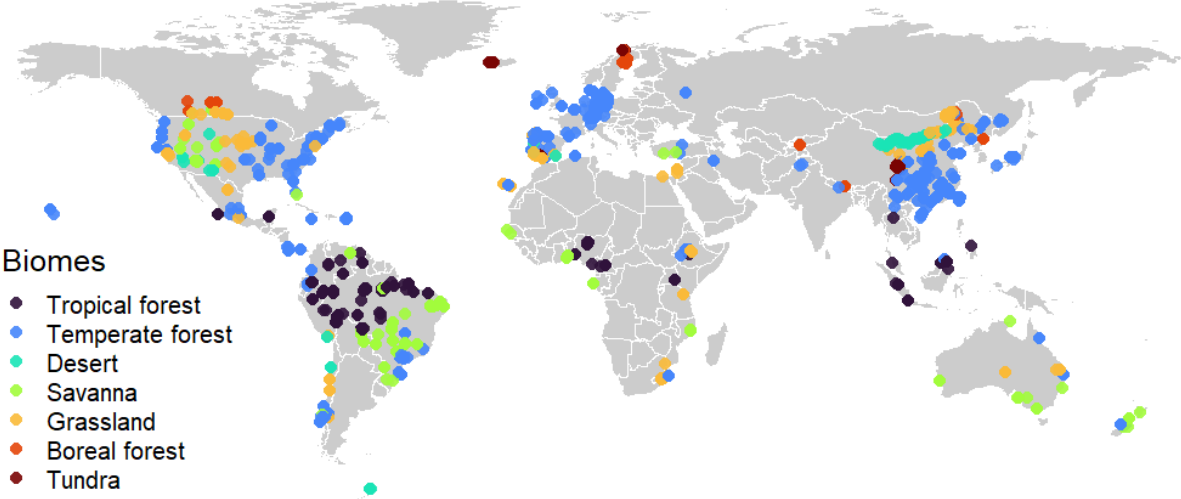 Biomes
Tropical forest
Temperate forest
Desert
Savanna
Grassland
Boreal forest
Tundra